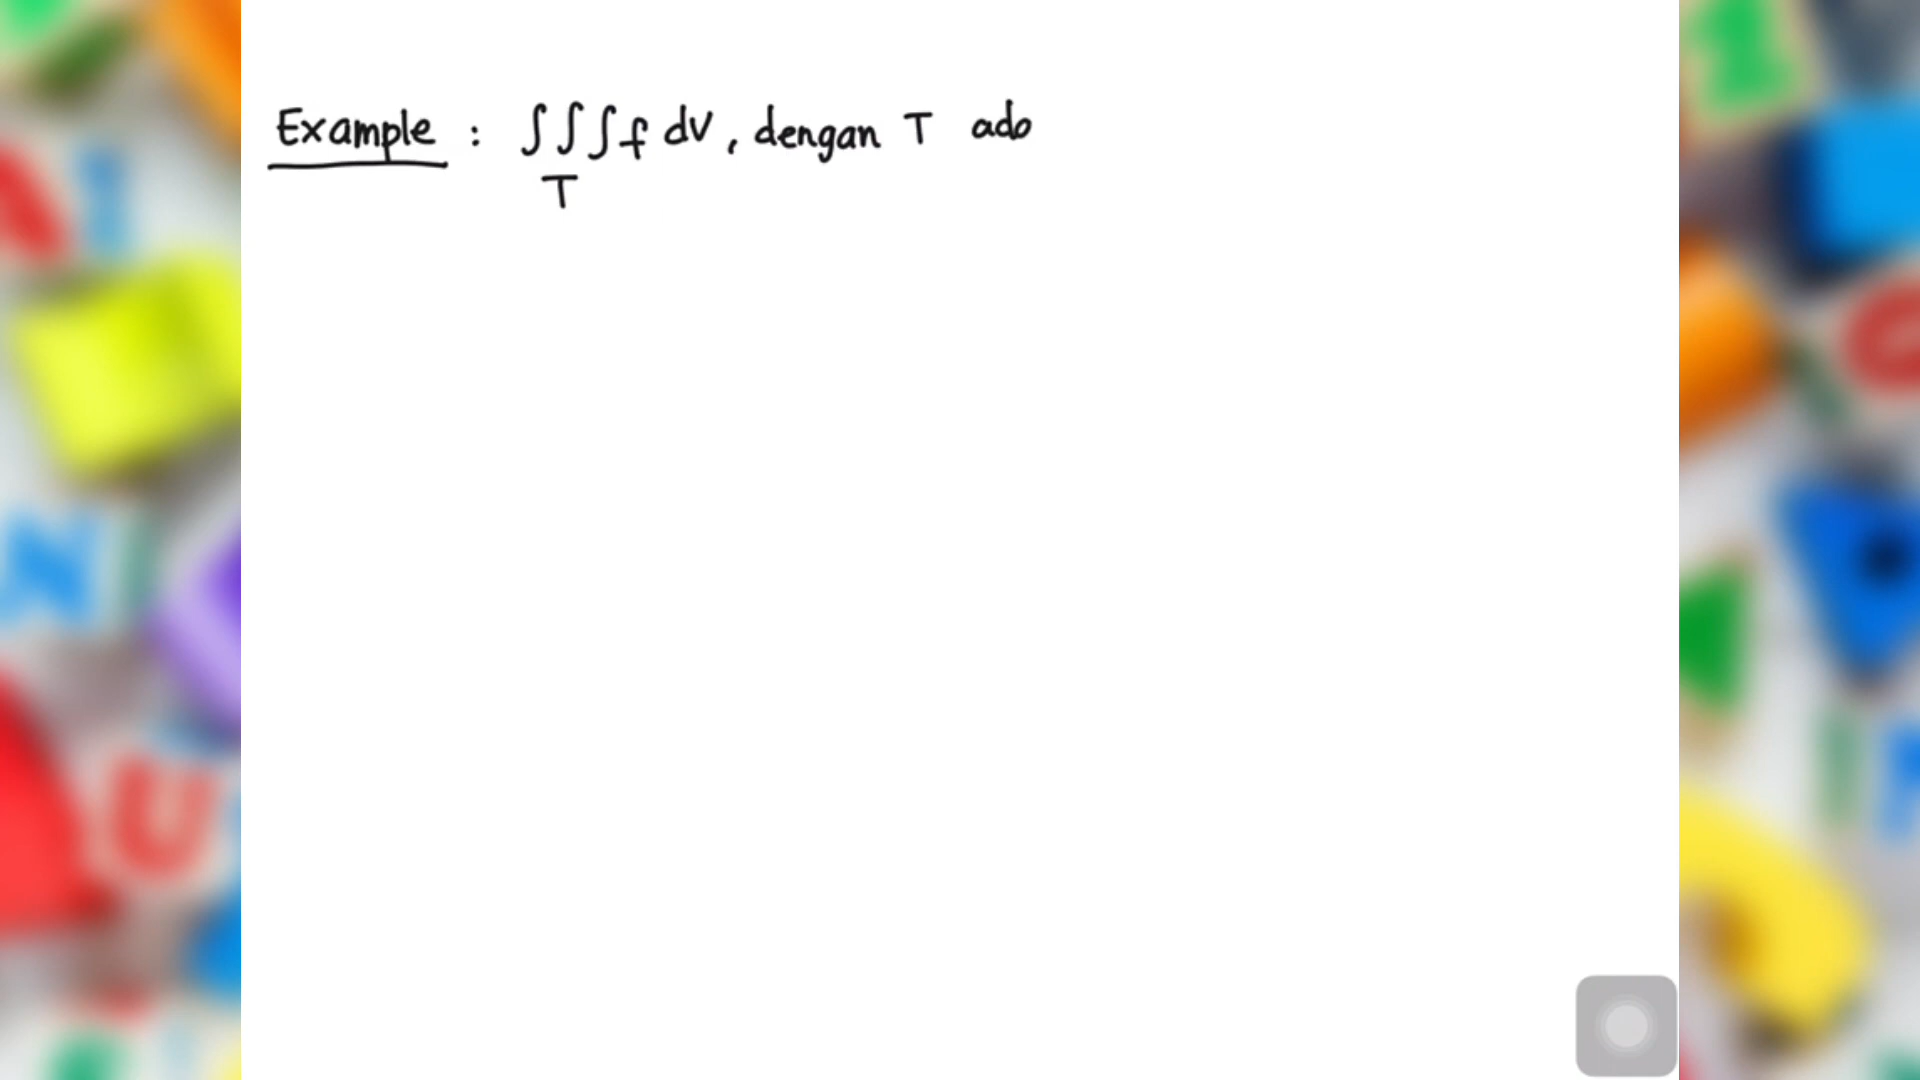 Example : ∫∫∫ f dV, dengan T ado
T